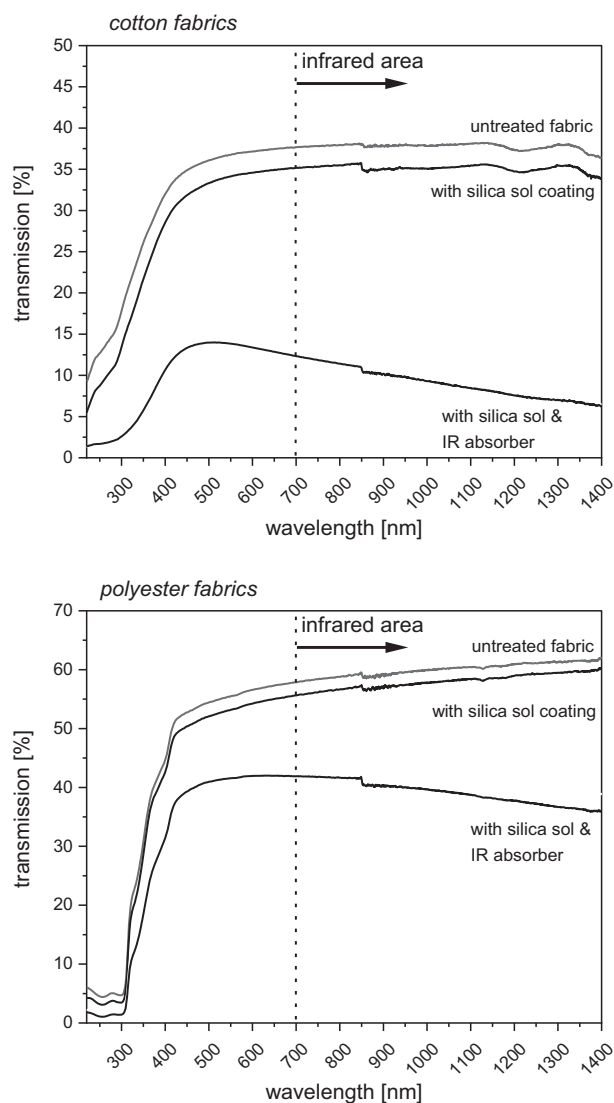 cotton fabrics
50
45
40
35
30
25
20
15
10
5
0
transmission [%]
infrared area
untreated fabric
with silica sol coating
with silica sol &
IR absorber
300
400
500
600
700
800
900
1000
1100
1200
1300
1400
wavelength [nm]
polyester fabrics
70
60
50
40
30
20
10
0
transmission [%]
infrared area
untreated fabric
with silica sol coating
with silica sol &
IR absorber
300
400
500
600
700
800
900
1000
1100
1200
1300
1400
wavelength [nm]